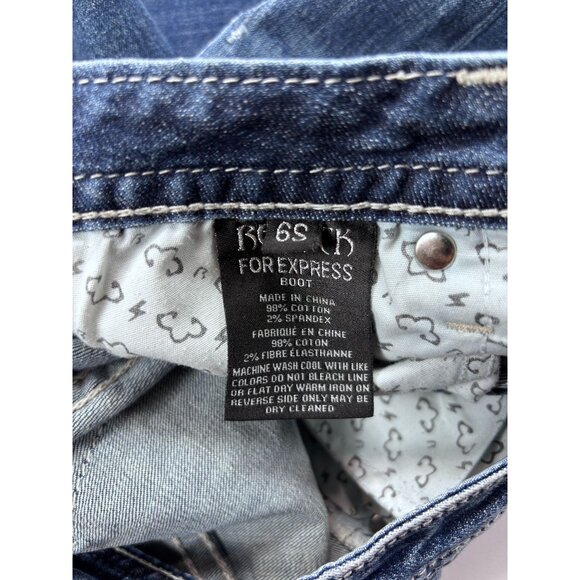 6S
FOR EXPRESS
BOOT
MADE IN CHINA
98% COTTON
2% SPANDEX
FABRIQUÉ EN CHINE
98% COTON
2% FIBRE ÉLASTHANNE
MACHINE WASH COOL WITH LIKE
COLORS DO NOT BLEACH LINE
OR FLAT DRY WARM IRON ON
REVERSE SIDE ONLY MAY BE
DRY CLEANED